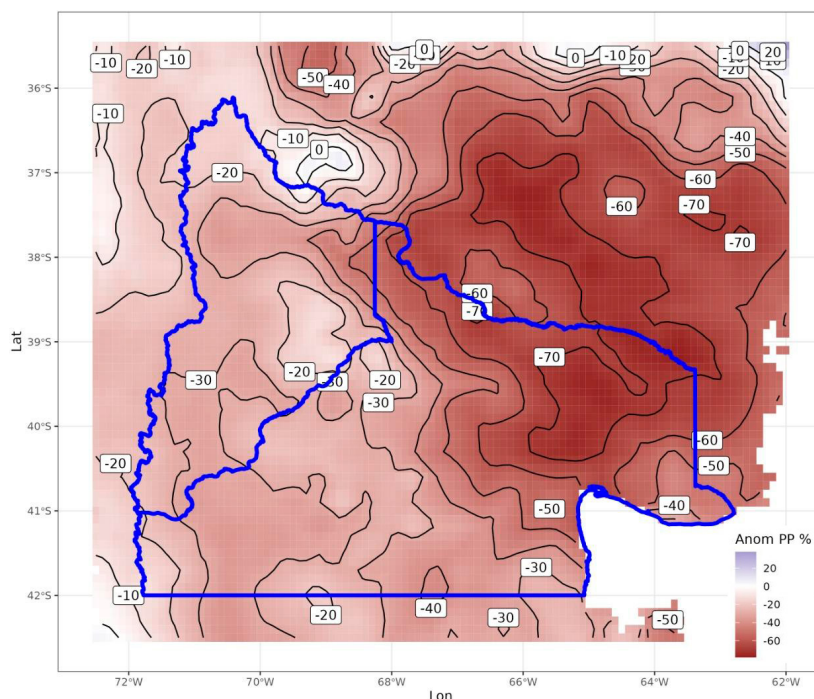 -10 -10 0 0 -10 0 20
-20 -20 10 20 -10 10
-50 -40 -20
36°S
-10 -10 -40
0 -50
37°S -20 -60
-60 -70
-20 -70
38°S
-60
39°S
-70
-30 -20 -20
-30
40°S
-60
-20 -50
-50 -40
41°S
Anom PP %
-30 20
42°S -10 0
-20 -40 -30 -20
-50 -40
-60
72°W 70°W 68°W 66°W 64°W 62°W
Lon
Lat